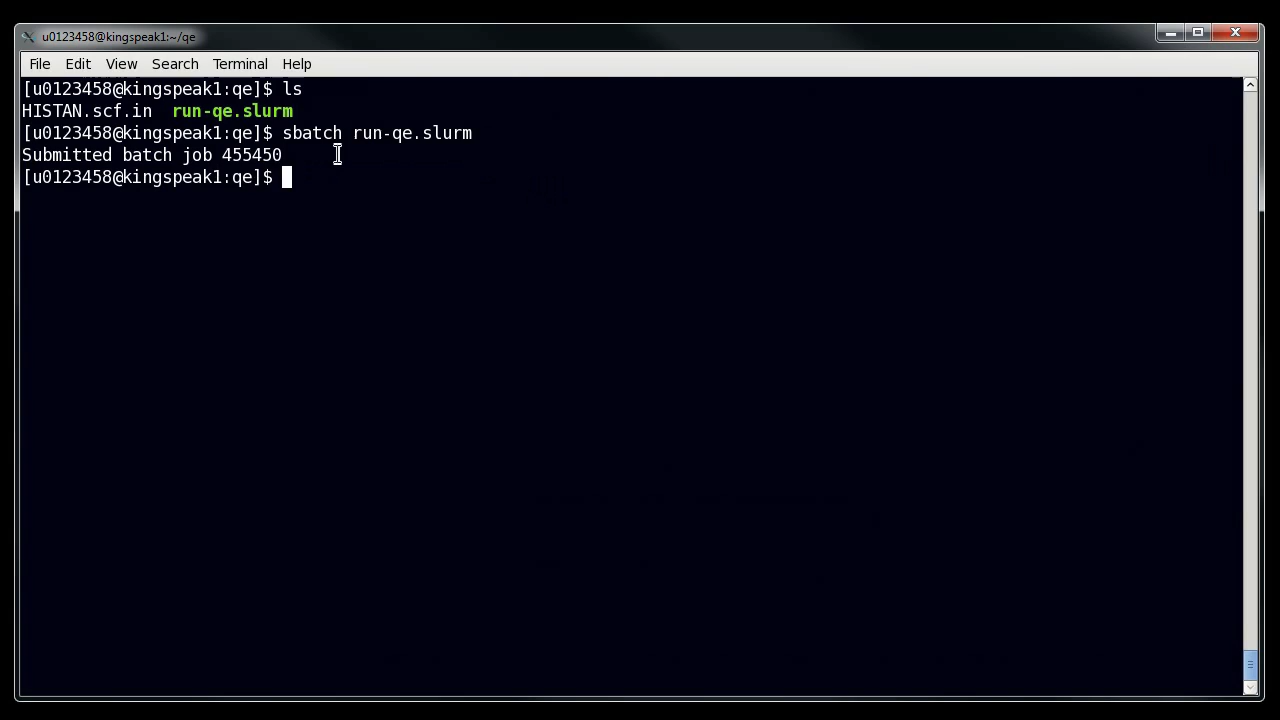 u0123458@kingspeak1:~/qe
File Edit View Search Terminal Help
[u0123458@kingspeak1:qe]$ ls
HISTAN.scf.in  run-qe.slurm
[u0123458@kingspeak1:qe]$ sbatch run-qe.slurm
Submitted batch job 455450
[u0123458@kingspeak1:qe]$